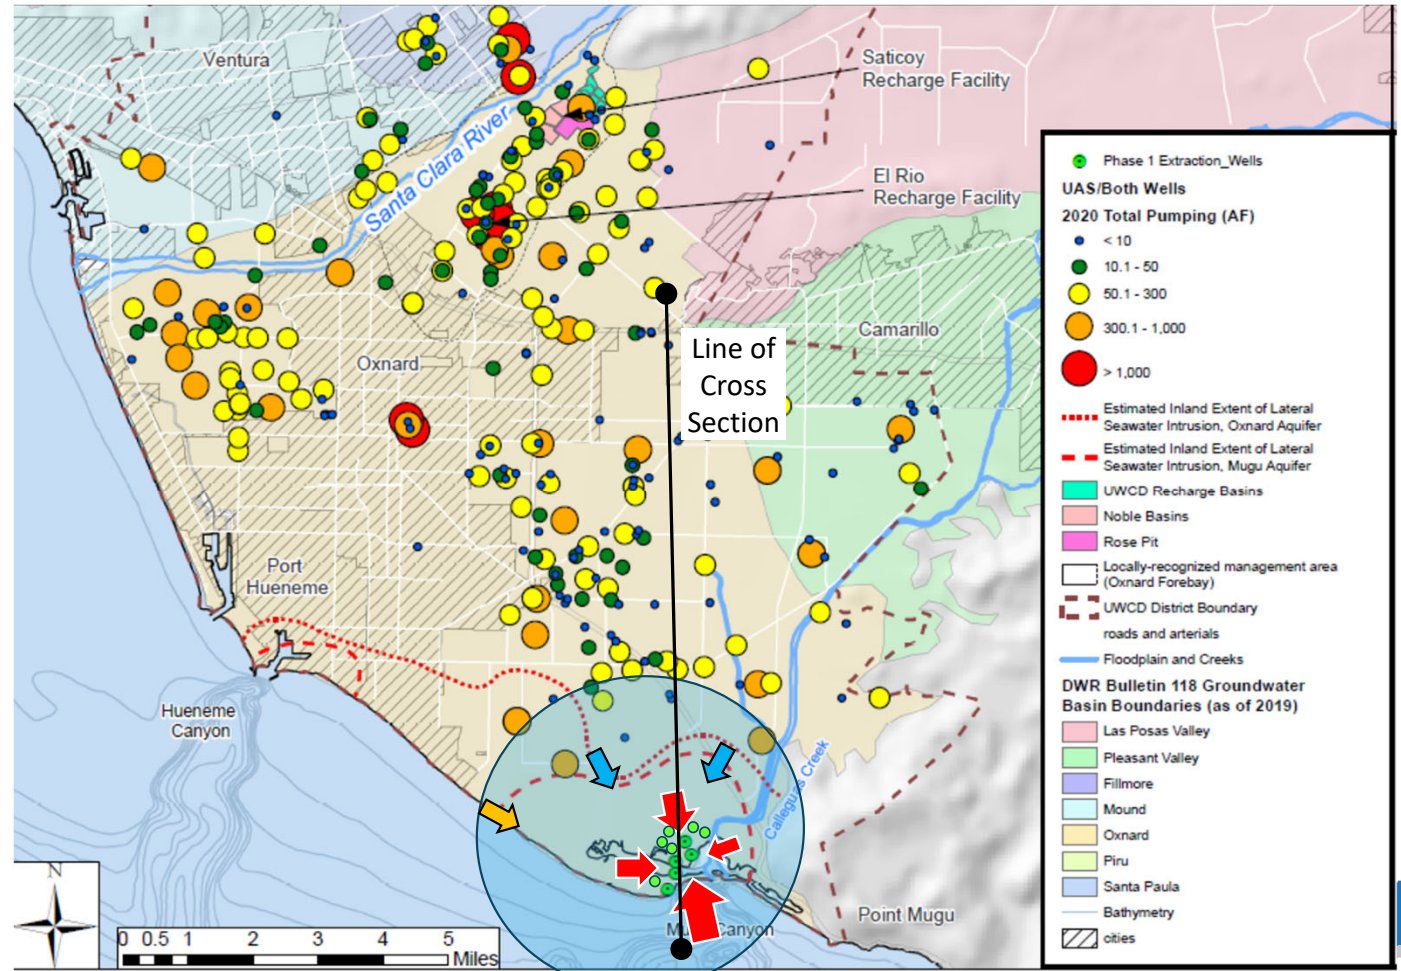 Ventura
Santa Clara River
Saticoy
Recharge Facility
El Rio
Recharge Facility
Camarillo
Line of
Cross
Section
Oxnard
Port
Hueneme
Hueneme
Canyon
Calleguas Creek
Point Mugu
Mugu Canyon
N
0 0.5 1 2 3 4 5
Miles
Phase 1 Extraction_Wells
UAS/Both Wells
2020 Total Pumping (AF)
< 10
10.1 - 50
50.1 - 300
300.1 - 1,000
> 1,000
Estimated Inland Extent of Lateral
Seawater Intrusion, Oxnard Aquifer
Estimated Inland Extent of Lateral
Seawater Intrusion, Mugu Aquifer
UWCD Recharge Basins
Noble Basins
Rose Pit
Locally-recognized management area
(Oxnard Forebay)
UWCD District Boundary
roads and arterials
Floodplain and Creeks
DWR Bulletin 118 Groundwater
Basin Boundaries (as of 2019)
Las Posas Valley
Pleasant Valley
Fillmore
Mound
Oxnard
Piru
Santa Paula
Bathymetry
cities